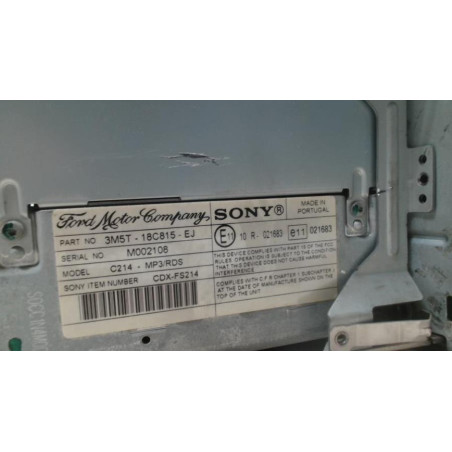 Ford Motor Company SONY® MADE IN PORTUGAL
PART NO 3M5T - 18C815 - EJ
SERIAL NO. M002106
MODEL C214 - MP3/RDS
SONY ITEM NUMBER CDX-FS214
E11 10 R - 021683 e11 021683
THIS DEVICE COMPLIES WITH PART 15 OF THE FCC
RULES. OPERATION IS SUBJECT TO THE CONDITION THAT
THIS DEVICE DOES NOT CAUSE HARMFUL
INTERFERENCE
COMPLIES WITH C.F.R CHAPTER 1 SUBCHAPTER J
APPLICABLE AT THE DATE OF MANUFACTURE SHOWN ON THE
TOP OF THE UNIT